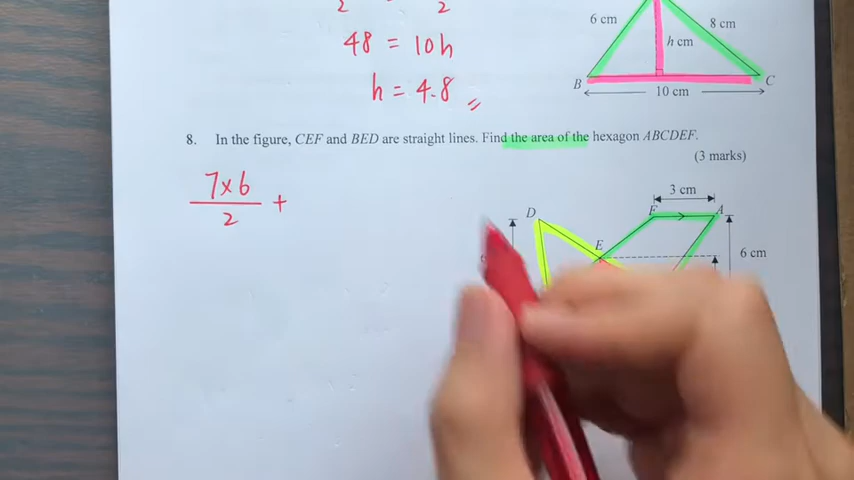 2 2
6 cm
8 cm
48 = 10h
h cm
h = 4.8
B C
10 cm
8. In the figure, CEF and BED are straight lines. Find the area of the hexagon ABCDEF.
(3 marks)
7×6
2
+
3 cm
D
F A
E
6 cm